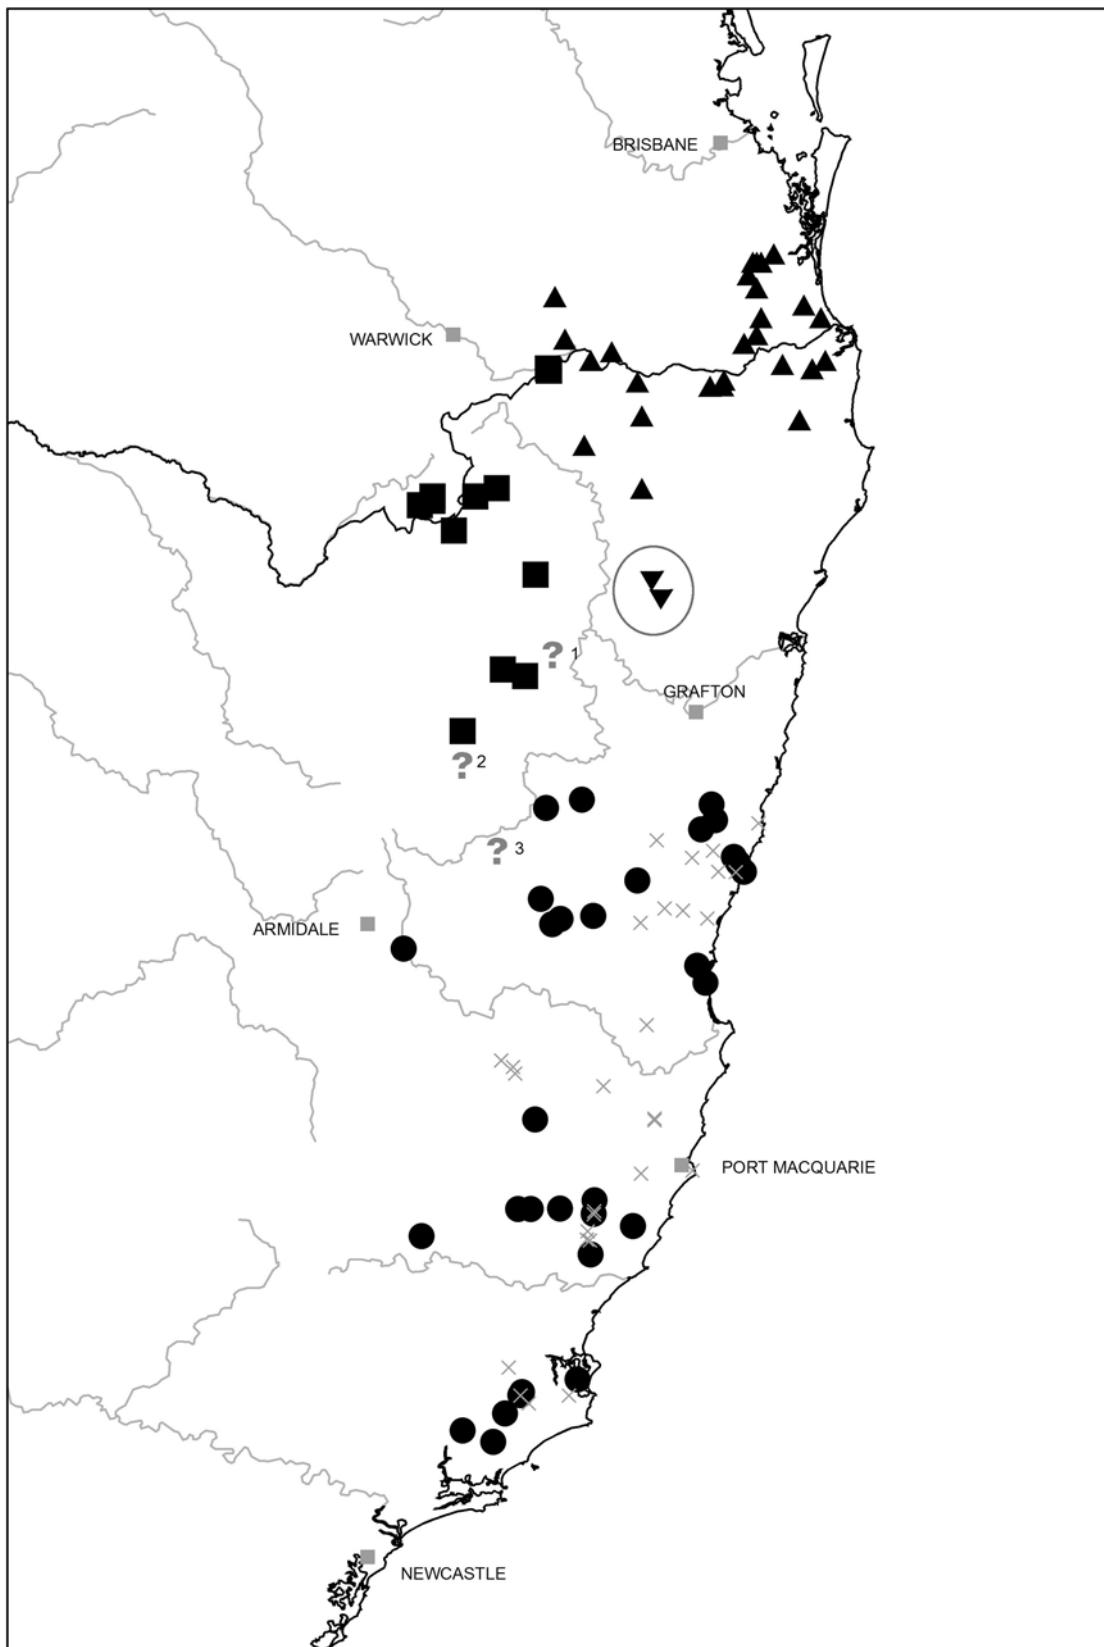 BRISBANE
WARWICK
? 1
GRAFTON
? 2
? 3
ARMIDALE
PORT MACQUARIE
NEWCASTLE